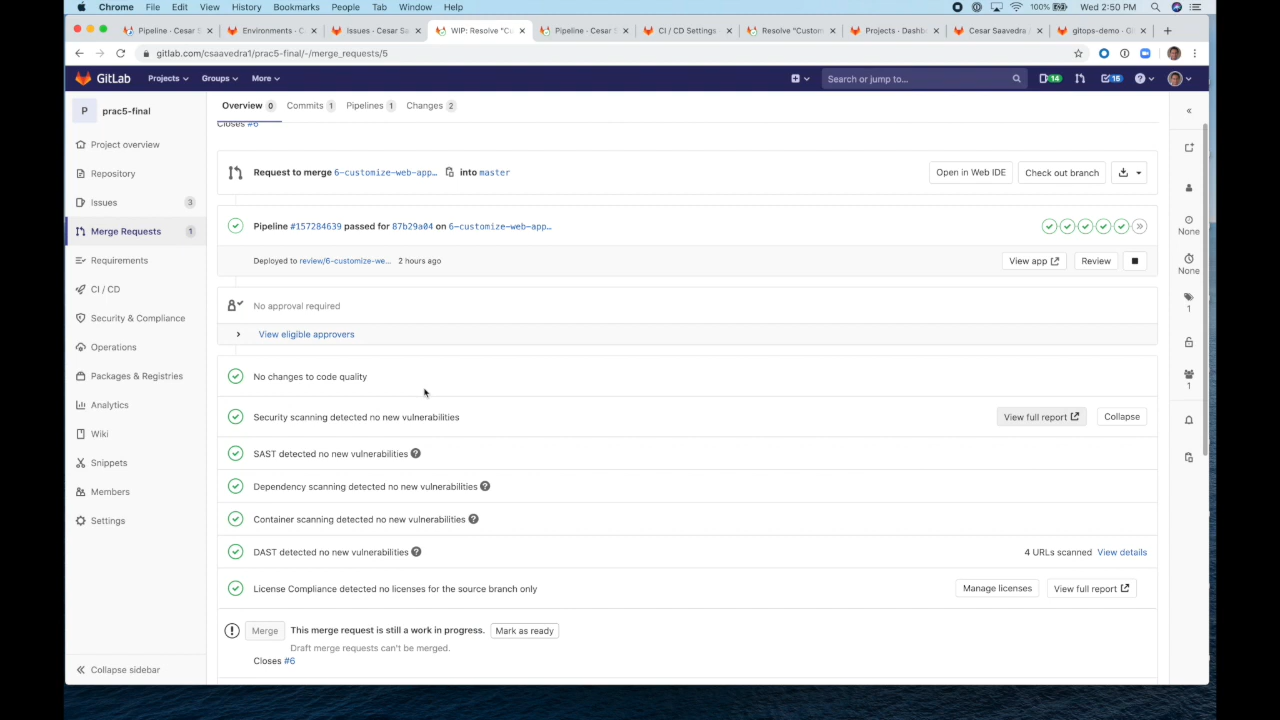 Chrome File Edit View History Bookmarks People Tab Window Help 100% Wed 2:50 PM
Pipeline · Cesar S Environments · C Issues · Cesar Sa WIP: Resolve "Cu Pipeline · Cesar S CI / CD Settings Resolve "Custom Projects · Dashb Cesar Saavedra gitops-demo
gitlab.com/csaavedra1/prac5-final/-/merge_requests/5
GitLab Projects Groups More Search or jump to... 14 16
P prac5-final
Overview 0 Commits 1 Pipelines 1 Changes 2
Closes #6
Project overview
Repository
Issues 3
Merge Requests 1
Requirements
CI / CD
Security & Compliance
Operations
Packages & Registries
Analytics
Wiki
Snippets
Members
Settings
Collapse sidebar
Request to merge 6-customize-web-app… into master Open in Web IDE Check out branch
Pipeline #157284639 passed for 87b29a04 on 6-customize-web-app…
Deployed to review/6-customize-we… 2 hours ago View app Review
No approval required
View eligible approvers
No changes to code quality
Security scanning detected no new vulnerabilities View full report Collapse
SAST detected no new vulnerabilities ?
Dependency scanning detected no new vulnerabilities ?
Container scanning detected no new vulnerabilities ?
DAST detected no new vulnerabilities ? 4 URLs scanned View details
License Compliance detected no licenses for the source branch only Manage licenses View full report
Merge This merge request is still a work in progress. Mark as ready
Draft merge requests can't be merged.
Closes #6
None
None
1
1